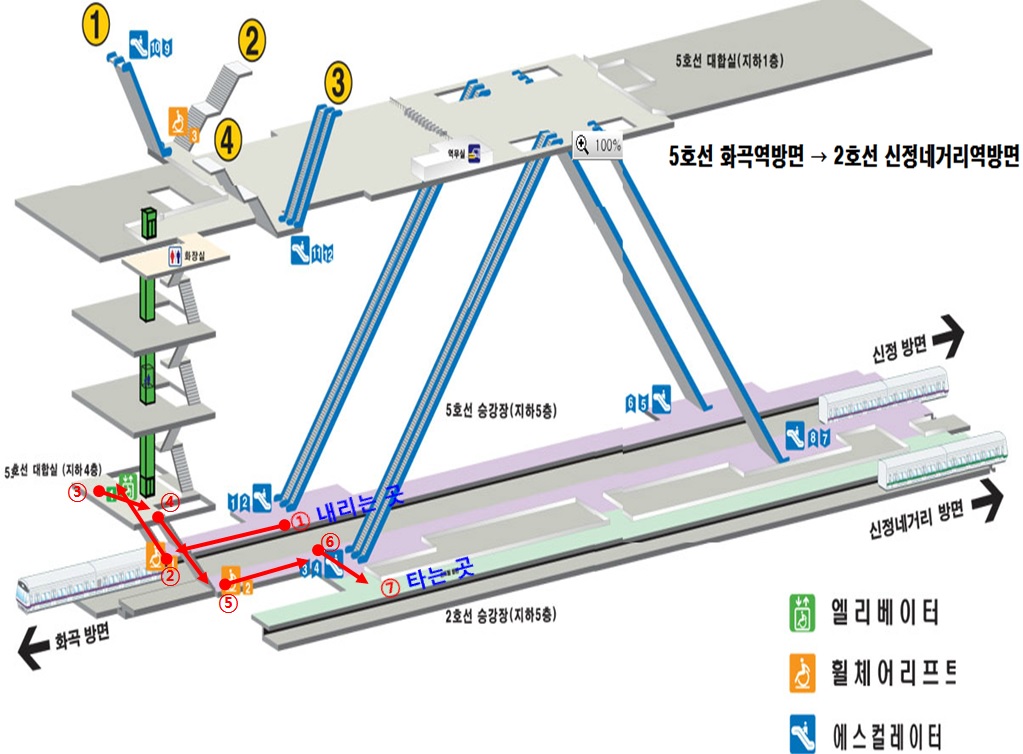 1
10 9
2
3
3
4
5호선 대합실(지하1층)
역무실
100%
5호선 화곡역방면 → 2호선 신정네거리역방면
11 12
화장실
신정 방면
5호선 승강장(지하5층)
6 5
8 7
5호선 대합실 (지하4층)
③
④
1 2
① 내리는 곳
⑥
3 4
②
⑤
2
⑦ 타는 곳
신정네거리 방면
2호선 승강장(지하5층)
화곡 방면
엘리베이터
휠체어리프트
에스컬레이터